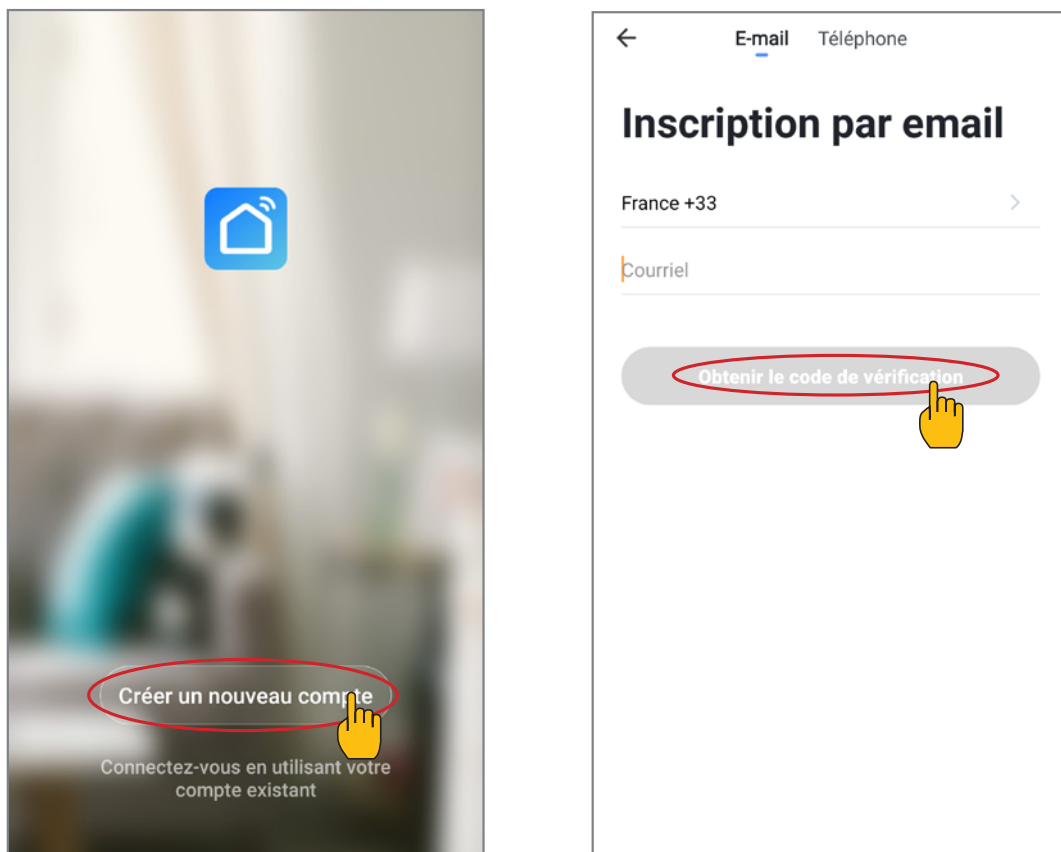 Créer un nouveau compte
Connectez-vous en utilisant votre
compte existant
E-mail Téléphone
Inscription par email
France +33
Courriel
Obtenir le code de vérification